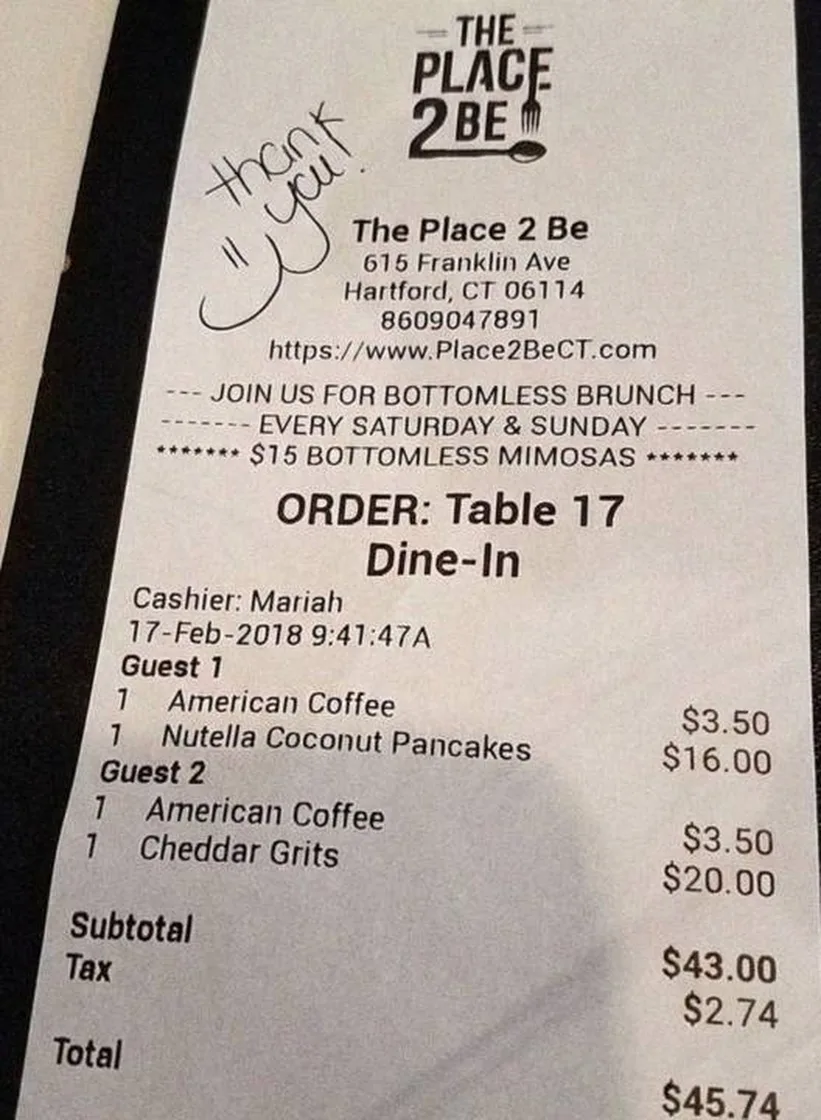 THE
PLACE
2 BE
thank
you!
The Place 2 Be
615 Franklin Ave
Hartford, CT 06114
8609047891
https://www.Place2BeCT.com
--- JOIN US FOR BOTTOMLESS BRUNCH ---
------- EVERY SATURDAY & SUNDAY -------
******* $15 BOTTOMLESS MIMOSAS *******
ORDER: Table 17
Dine-In
Cashier: Mariah
17-Feb-2018 9:41:47A
Guest 1
1 American Coffee $3.50
1 Nutella Coconut Pancakes $16.00
Guest 2
1 American Coffee $3.50
1 Cheddar Grits $20.00
Subtotal $43.00
Tax $2.74
Total $45.74